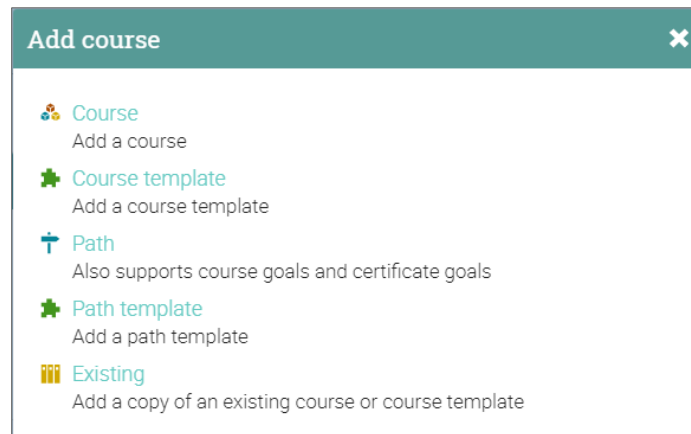 Add course
Course
Add a course
Course template
Add a course template
Path
Also supports course goals and certificate goals
Path template
Add a path template
Existing
Add a copy of an existing course or course template